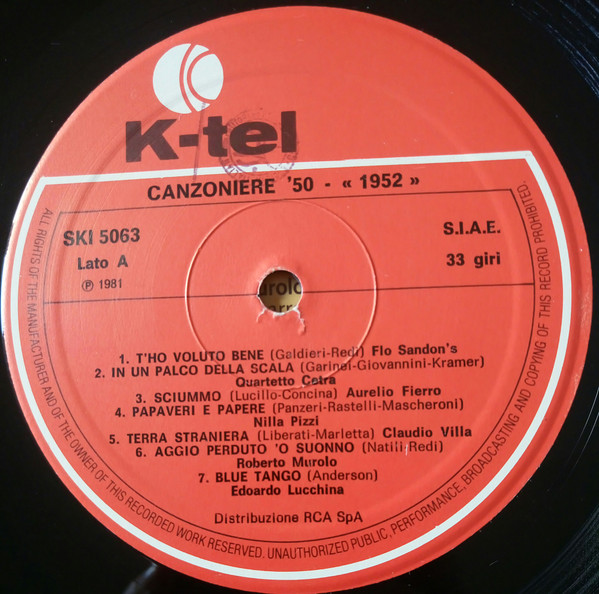 K-tel
CANZONIERE '50 - « 1952 »
SKI 5063
Lato A
℗ 1981
S.I.A.E.
33 giri
1. T'HO VOLUTO BENE (Galdieri-Redi) Flo Sandon's
2. IN UN PALCO DELLA SCALA (Garinei-Giovannini-Kramer)
Quartetto Cetra
3. SCIUMMO (Lucillo-Concina) Aurelio Fierro
4. PAPAVERI E PAPERE (Panzeri-Rastelli-Mascheroni)
Nilla Pizzi
5. TERRA STRANIERA (Liberati-Marletta) Claudio Villa
6. AGGIO PERDUTO 'O SUONNO (Natili-Redi)
Roberto Murolo
7. BLUE TANGO (Anderson)
Edoardo Lucchina
Distribuzione RCA SpA
ALL RIGHTS OF THE MANUFACTURER AND OF THE OWNER OF THIS RECORDED WORK RESERVED. UNAUTHORIZED PUBLIC, PERFORMANCE, BROADCASTING AND COPYING OF THIS RECORD PROHIBITED.